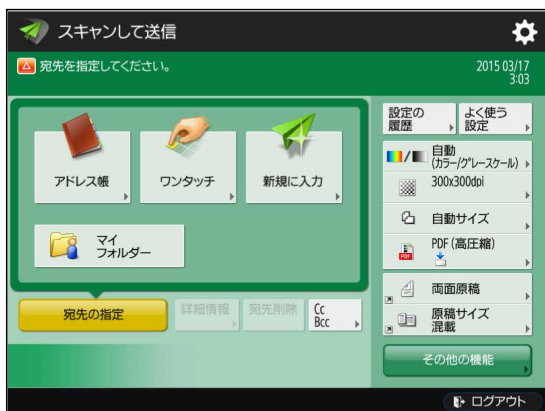 スキャンして送信
宛先を指定してください。
2015 03/17
3:03
アドレス帳
ワンタッチ
新規に入力
マイ
フォルダー
宛先の指定
詳細情報
宛先削除
Cc
Bcc
設定の
履歴
よく使う
設定
自動
(カラー/グレースケール)
300x300dpi
自動サイズ
PDF (高圧縮)
PDF
両面原稿
原稿サイズ
混載
その他の機能
ログアウト